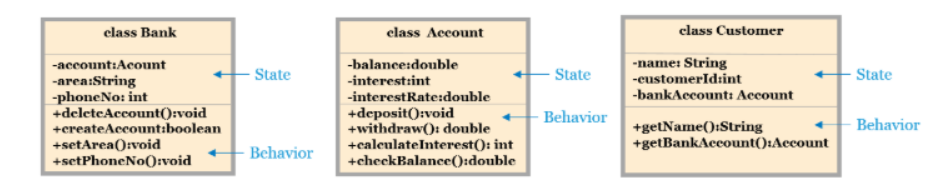 class Bank
-account:Acount
-area:String
-phoneNo: int
State
+deleteAccount():void
+createAccount:boolean
+setArea():void
+setPhoneNo():void
Behavior
class Account
-balance:double
-interest:int
-interestRate:double
State
+deposit():void
+withdraw(): double
+calculateInterest(): int
+checkBalance():double
Behavior
class Customer
-name: String
-customerId:int
-bankAccount: Account
State
+getName():String
+getBankAccount():Account
Behavior